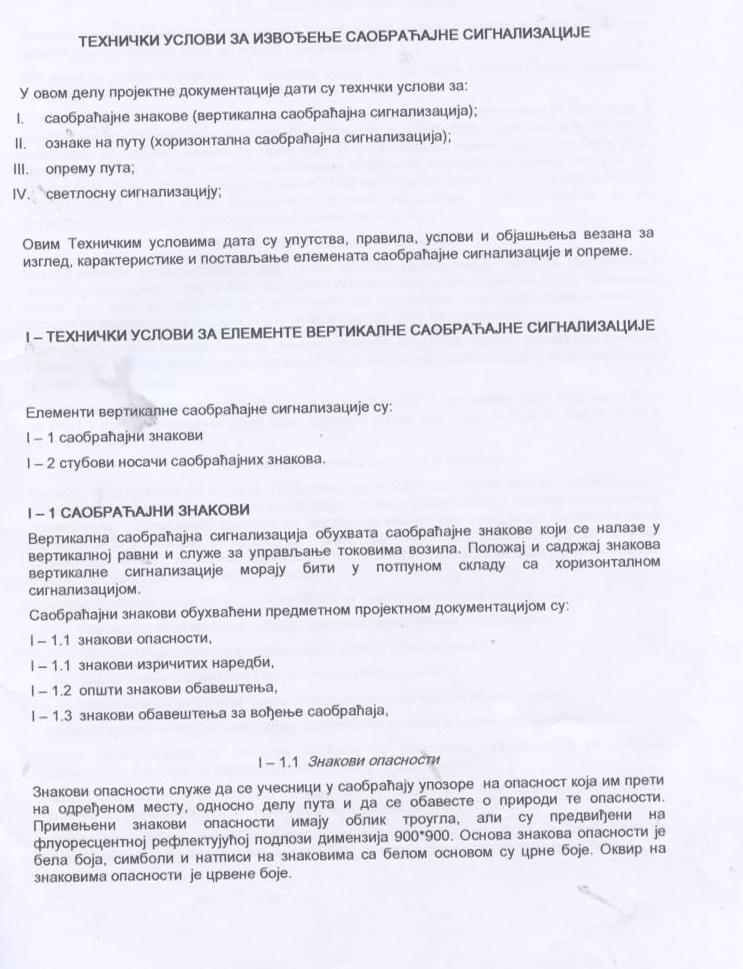 ТЕХНИЧКИ УСЛОВИ ЗА ИЗВОЂЕЊЕ САОБРАЋАЈНЕ СИГНАЛИЗАЦИЈЕ
У овом делу пројектне документације дати су технчки услови за:
I. саобраћајне знакове (вертикална саобраћајна сигнализација);
II. ознаке на путу (хоризонтална саобраћајна сигнализација);
III. опрему пута;
IV. светлосну сигнализацију;
Овим Техничким условима дата су упутства, правила, услови и објашњења везана за
изглед, карактеристике и постављање елемената саобраћајне сигнализације и опреме.
I – ТЕХНИЧКИ УСЛОВИ ЗА ЕЛЕМЕНТЕ ВЕРТИКАЛНЕ САОБРАЋАЈНЕ СИГНАЛИЗАЦИЈЕ
Елементи вертикалне саобраћајне сигнализације су:
I – 1 саобраћајни знакови
I – 2 стубови носачи саобраћајних знакова.
I – 1 САОБРАЋАЈНИ ЗНАКОВИ
Вертикална саобраћајна сигнализација обухвата саобраћајне знакове који се налазе у
вертикалној равни и служе за управљање токовима возила. Положај и садржај знакова
вертикалне сигнализације морају бити у потпуном складу са хоризонталном
сигнализацијом.
Саобраћајни знакови обухваћени предметном пројектном документацијом су:
I – 1.1 знакови опасности,
I – 1.1 знакови изричитих наредби,
I – 1.2 општи знакови обавештења,
I – 1.3 знакови обавештења за вођење саобраћаја,
I – 1.1 Знакови опасности
Знакови опасности служе да се учесници у саобраћају упозоре на опасност која им прети
на одређеном месту, односно делу пута и да се обавесте о природи те опасности.
Примењени знакови опасности имају облик троугла, али су предвиђени на
флуоресцентној рефлектујућој подлози димензија 900*900. Основа знакова опасности је
бела боја, симболи и натписи на знаковима са белом основом су црне боје. Оквир на
знаковима опасности је црвене боје.